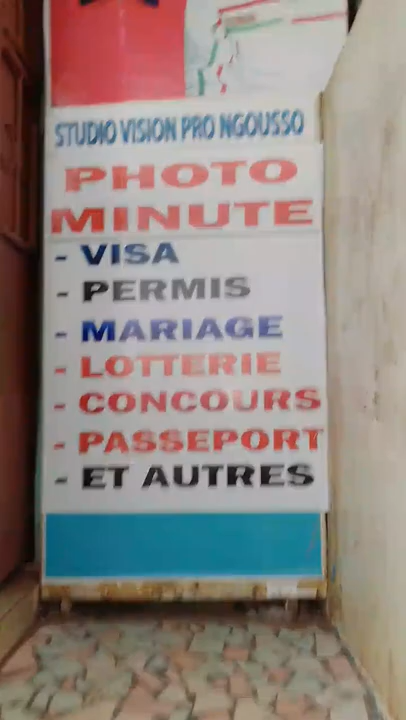 STUDIO VISION PRO NGOUSSO
PHOTO
MINUTE
- VISA
- PERMIS
- MARIAGE
- LOTTERIE
- CONCOURS
- PASSEPORT
- ET AUTRES